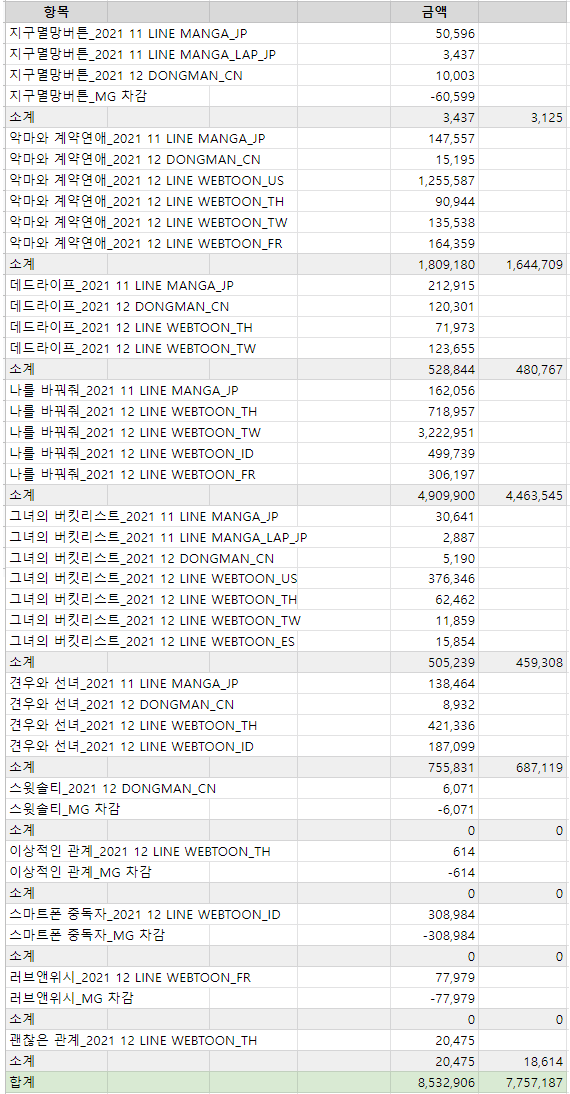 항목 금액
지구멸망버튼_2021 11 LINE MANGA_JP 50,596
지구멸망버튼_2021 11 LINE MANGA_LAP_JP 3,437
지구멸망버튼_2021 12 DONGMAN_CN 10,003
지구멸망버튼_MG 차감 -60,599
소계 3,437 3,125
악마와 계약연애_2021 11 LINE MANGA_JP 147,557
악마와 계약연애_2021 12 DONGMAN_CN 15,195
악마와 계약연애_2021 12 LINE WEBTOON_US 1,255,587
악마와 계약연애_2021 12 LINE WEBTOON_TH 90,944
악마와 계약연애_2021 12 LINE WEBTOON_TW 135,538
악마와 계약연애_2021 12 LINE WEBTOON_FR 164,359
소계 1,809,180 1,644,709
데드라이프_2021 11 LINE MANGA_JP 212,915
데드라이프_2021 12 DONGMAN_CN 120,301
데드라이프_2021 12 LINE WEBTOON_TH 71,973
데드라이프_2021 12 LINE WEBTOON_TW 123,655
소계 528,844 480,767
나를 바꿔줘_2021 11 LINE MANGA_JP 162,056
나를 바꿔줘_2021 12 LINE WEBTOON_TH 718,957
나를 바꿔줘_2021 12 LINE WEBTOON_TW 3,222,951
나를 바꿔줘_2021 12 LINE WEBTOON_ID 499,739
나를 바꿔줘_2021 12 LINE WEBTOON_FR 306,197
소계 4,909,900 4,463,545
그녀의 버킷리스트_2021 11 LINE MANGA_JP 30,641
그녀의 버킷리스트_2021 11 LINE MANGA_LAP_JP 2,887
그녀의 버킷리스트_2021 12 DONGMAN_CN 5,190
그녀의 버킷리스트_2021 12 LINE WEBTOON_US 376,346
그녀의 버킷리스트_2021 12 LINE WEBTOON_TH 62,462
그녀의 버킷리스트_2021 12 LINE WEBTOON_TW 11,859
그녀의 버킷리스트_2021 12 LINE WEBTOON_ES 15,854
소계 505,239 459,308
견우와 선녀_2021 11 LINE MANGA_JP 138,464
견우와 선녀_2021 12 DONGMAN_CN 8,932
견우와 선녀_2021 12 LINE WEBTOON_TH 421,336
견우와 선녀_2021 12 LINE WEBTOON_ID 187,099
소계 755,831 687,119
스윗솔티_2021 12 DONGMAN_CN 6,071
스윗솔티_MG 차감 -6,071
소계 0 0
이상적인 관계_2021 12 LINE WEBTOON_TH 614
이상적인 관계_MG 차감 -614
소계 0 0
스마트폰 중독자_2021 12 LINE WEBTOON_ID 308,984
스마트폰 중독자_MG 차감 -308,984
소계 0 0
러브앤위시_2021 12 LINE WEBTOON_FR 77,979
러브앤위시_MG 차감 -77,979
소계 0 0
괜찮은 관계_2021 12 LINE WEBTOON_TH 20,475
소계 20,475 18,614
합계 8,532,906 7,757,187